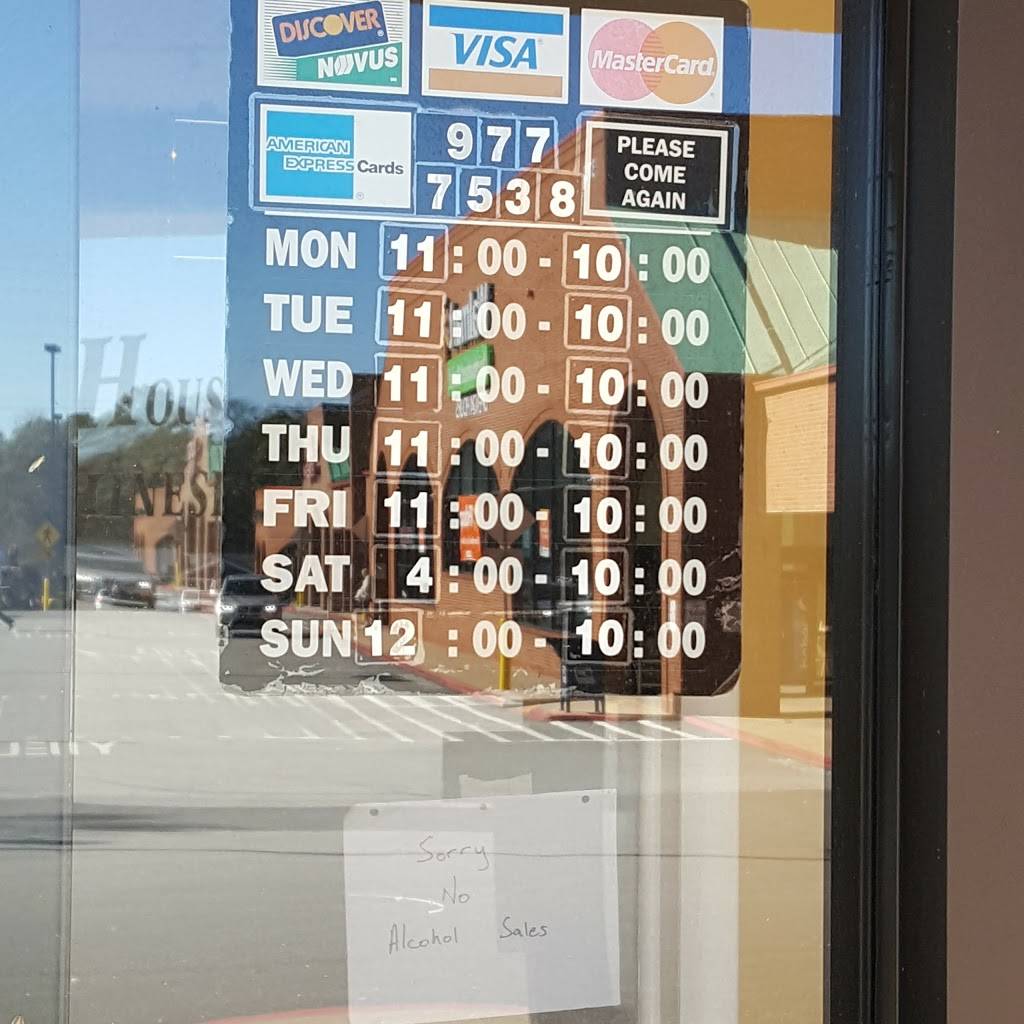 DISCOVER
NOVUS
VISA
MasterCard
AMERICAN
EXPRESS Cards
977
7538
PLEASE
COME
AGAIN
MON 11:00 - 10:00
TUE 11:00 - 10:00
WED 11:00 - 10:00
THU 11:00 - 10:00
FRI 11:00 - 10:00
SAT 4:00 - 10:00
SUN 12:00 - 10:00
Sorry
No
Alcohol Sales